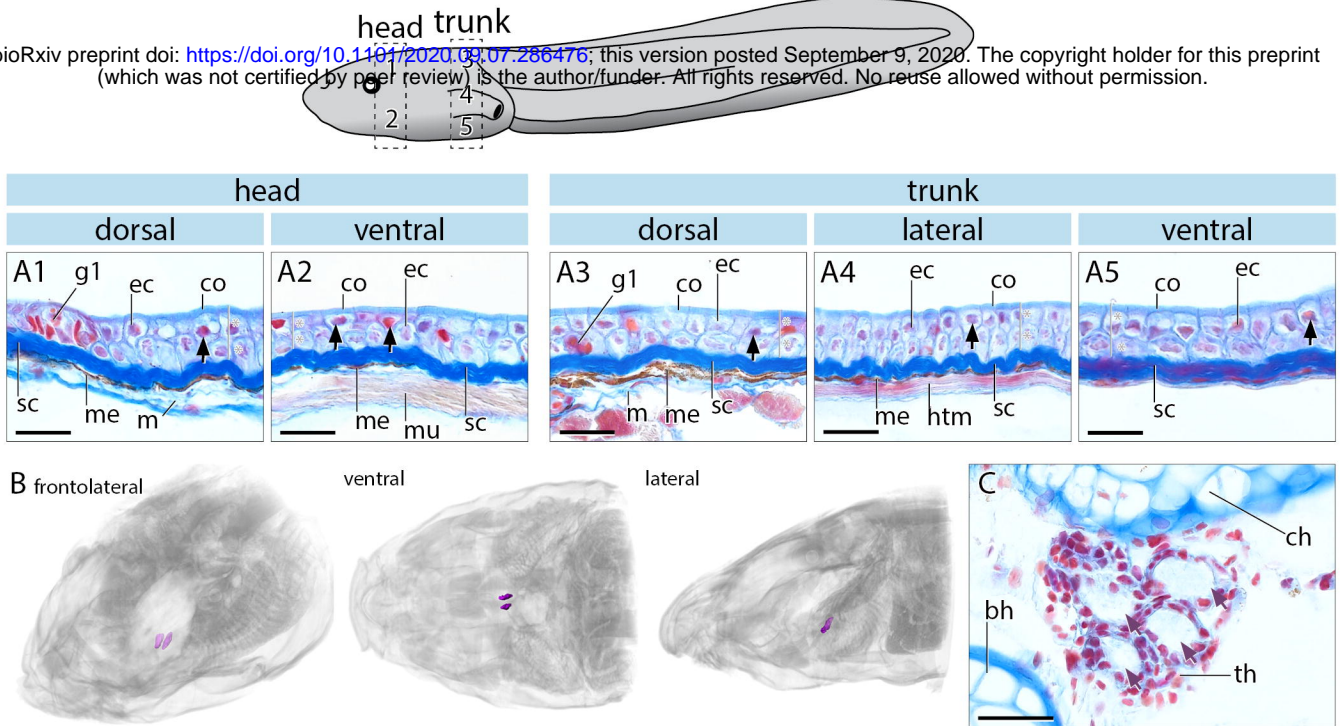 head trunk
bioRxiv preprint doi: https://doi.org/10.1101/2020.09.07.286476; this version posted September 9, 2020. The copyright holder for this preprint
(which was not certified by peer review) is the author/funder. All rights reserved. No reuse allowed without permission.
3
4
2 5
head trunk
dorsal ventral dorsal lateral ventral
A1 g1 ec co
sc me m
A2 co ec
me mu sc
A3 g1 co ec
m me sc
A4 ec co
me htm sc
A5 co ec
sc
B frontolateral ventral lateral
C
ch
bh
th